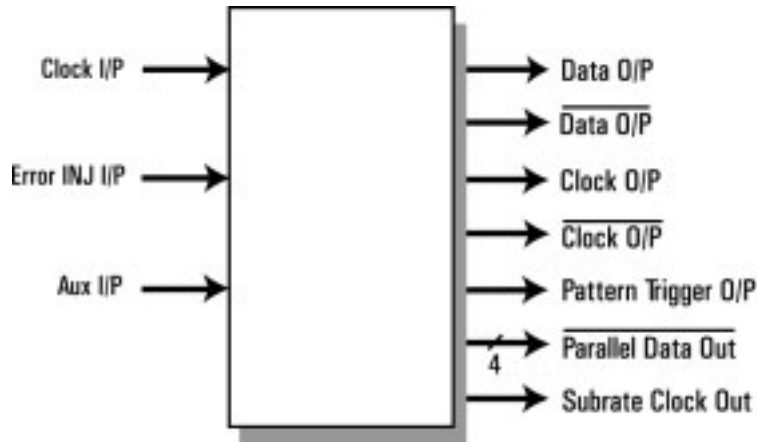 Clock I/P
Error INJ I/P
Aux I/P
Data O/P
Data O/P
Clock O/P
Clock O/P
Pattern Trigger O/P
Parallel Data Out
4
Subrate Clock Out